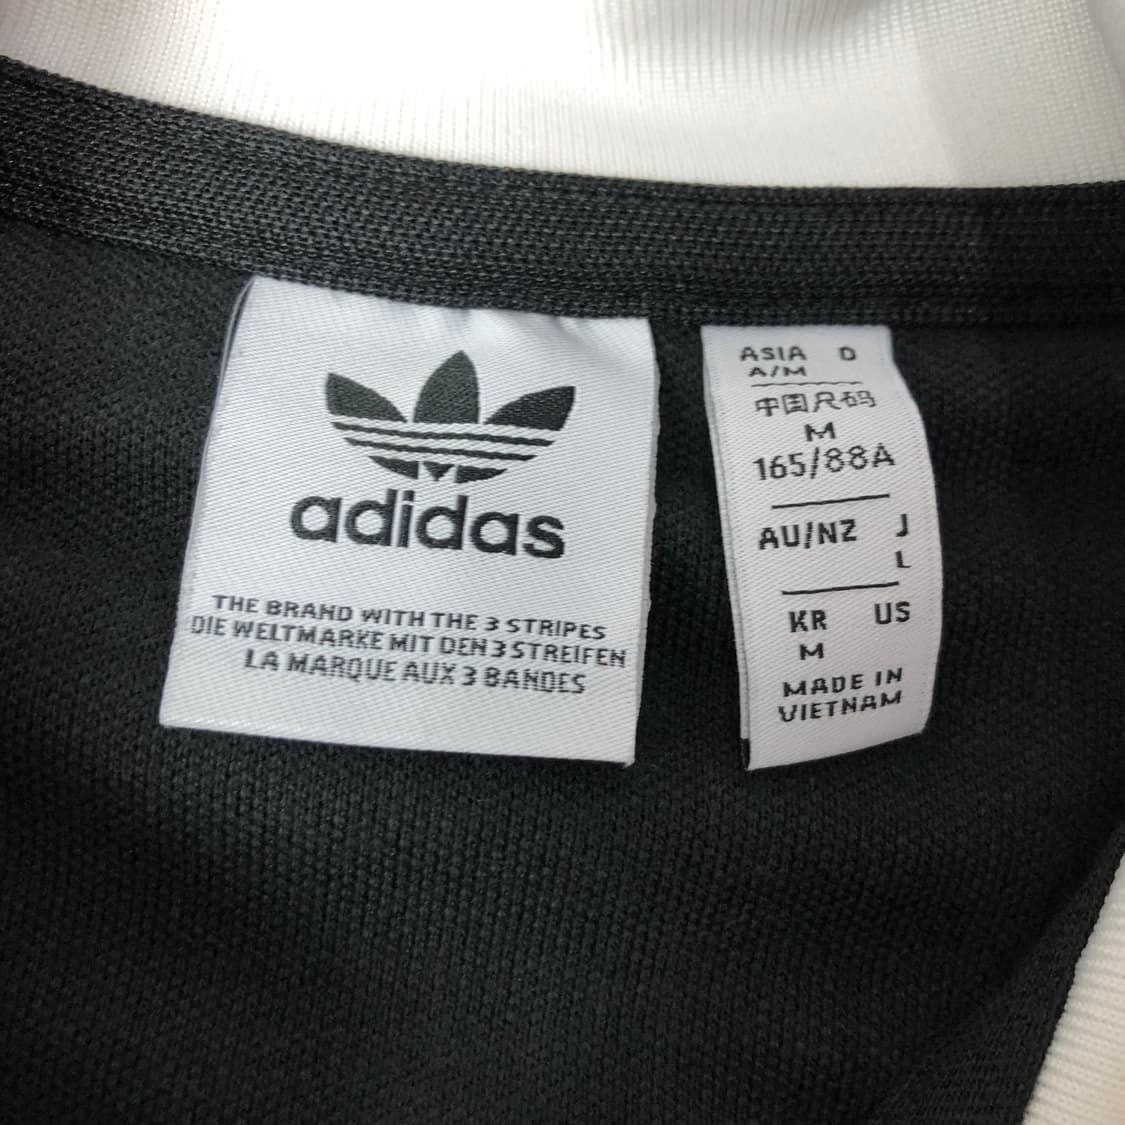 adidas
THE BRAND WITH THE 3 STRIPES
DIE WELTMARKE MIT DEN 3 STREIFEN
LA MARQUE AUX 3 BANDES
ASIA D
A/M
中国尺码
M
165/88A
AU/NZ J
L
KR US
M
MADE IN
VIETNAM